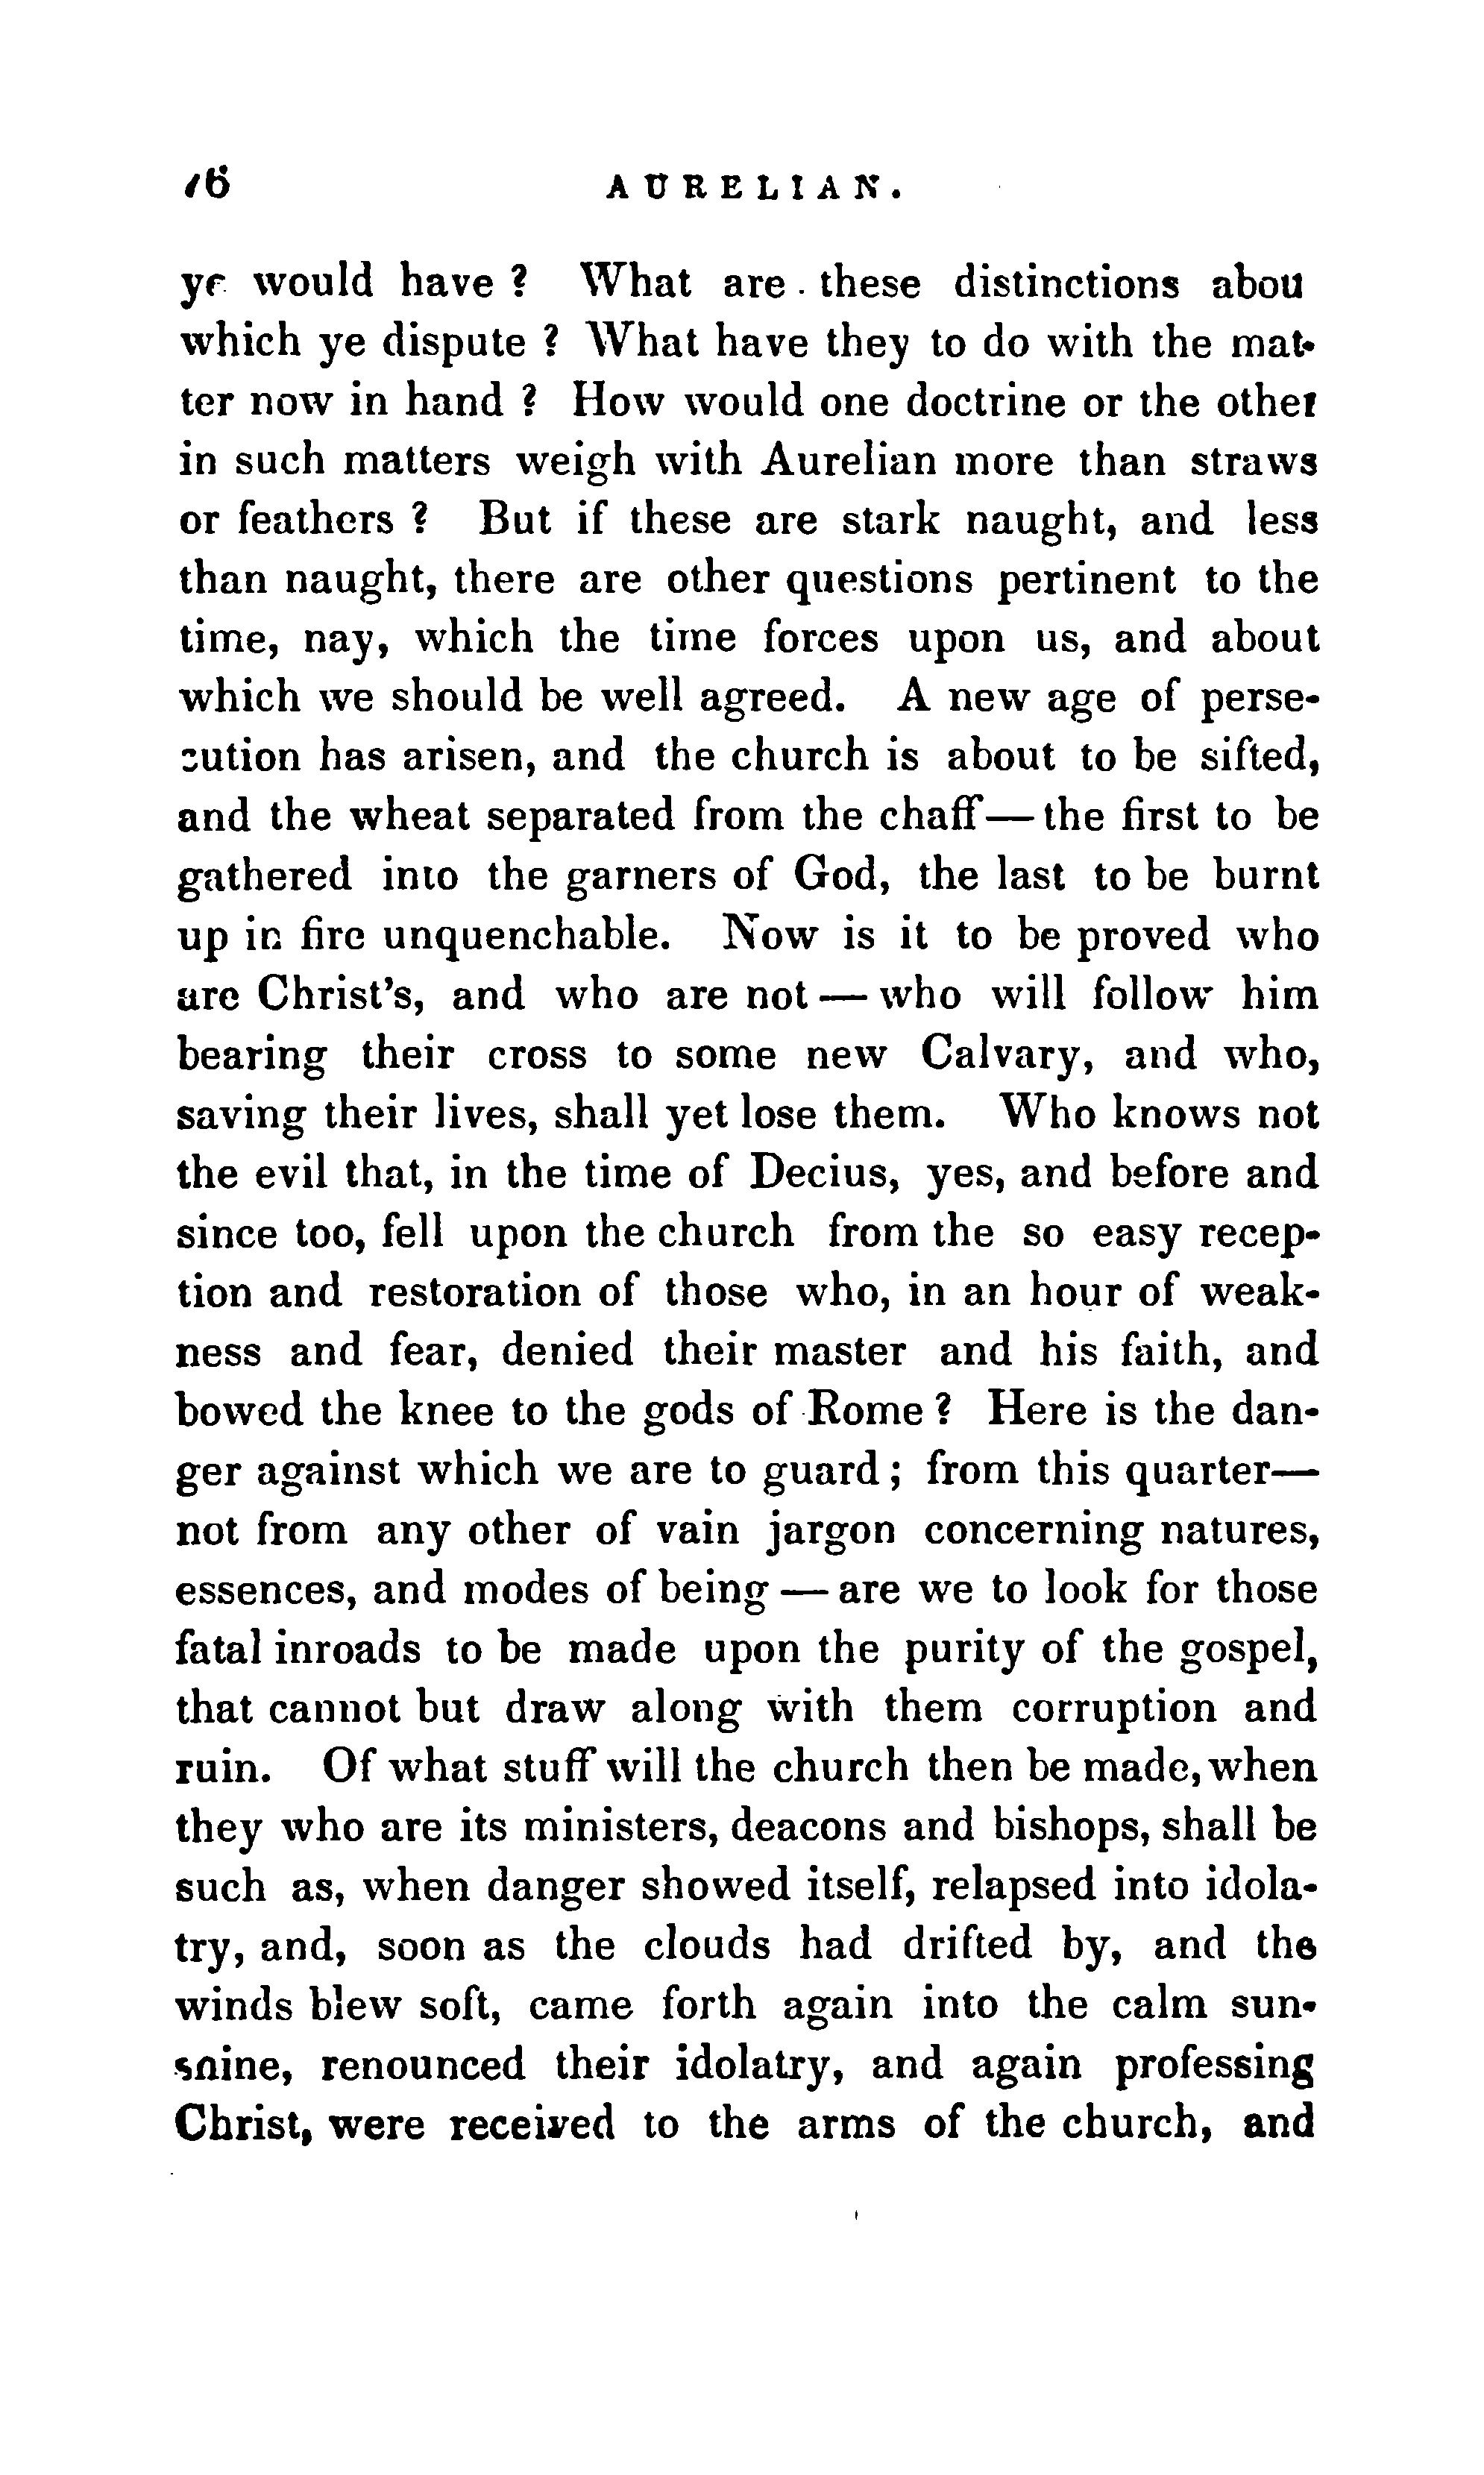 76 AURELIAN.
ye would have ? What are these distinctions about
which ye dispute ? What have they to do with the mat-
ter now in hand ? How would one doctrine or the other
in such matters weigh with Aurelian more than straws
or feathers ? But if these are stark naught, and less
than naught, there are other questions pertinent to the
time, nay, which the time forces upon us, and about
which we should be well agreed. A new age of perse-
cution has arisen, and the church is about to be sifted,
and the wheat separated from the chaff — the first to be
gathered into the garners of God, the last to be burnt
up in fire unquenchable. Now is it to be proved who
are Christ's, and who are not — who will follow him
bearing their cross to some new Calvary, and who,
saving their lives, shall yet lose them. Who knows not
the evil that, in the time of Decius, yes, and before and
since too, fell upon the church from the so easy recep-
tion and restoration of those who, in an hour of weak-
ness and fear, denied their master and his faith, and
bowed the knee to the gods of Rome ? Here is the dan-
ger against which we are to guard ; from this quarter—
not from any other of vain jargon concerning natures,
essences, and modes of being — are we to look for those
fatal inroads to be made upon the purity of the gospel,
that cannot but draw along with them corruption and
ruin. Of what stuff will the church then be made, when
they who are its ministers, deacons and bishops, shall be
such as, when danger showed itself, relapsed into idola-
try, and, soon as the clouds had drifted by, and the
winds blew soft, came forth again into the calm sun-
shine, renounced their idolatry, and again professing
Christ, were received to the arms of the church, and